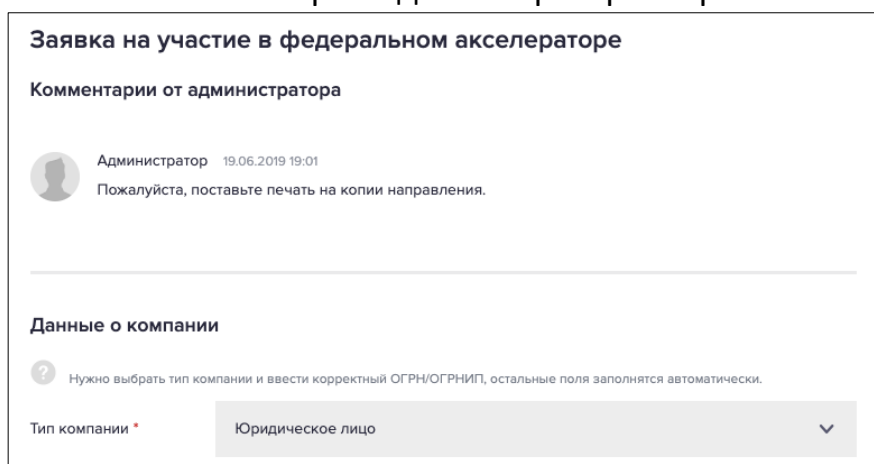 Заявка на участие в федеральном акселераторе
Комментарии от администратора
Администратор 19.06.2019 19:01
Пожалуйста, поставьте печать на копии направления.
Данные о компании
? Нужно выбрать тип компании и ввести корректный ОГРН/ОГРНИП, остальные поля заполнятся автоматически.
Тип компании * Юридическое лицо